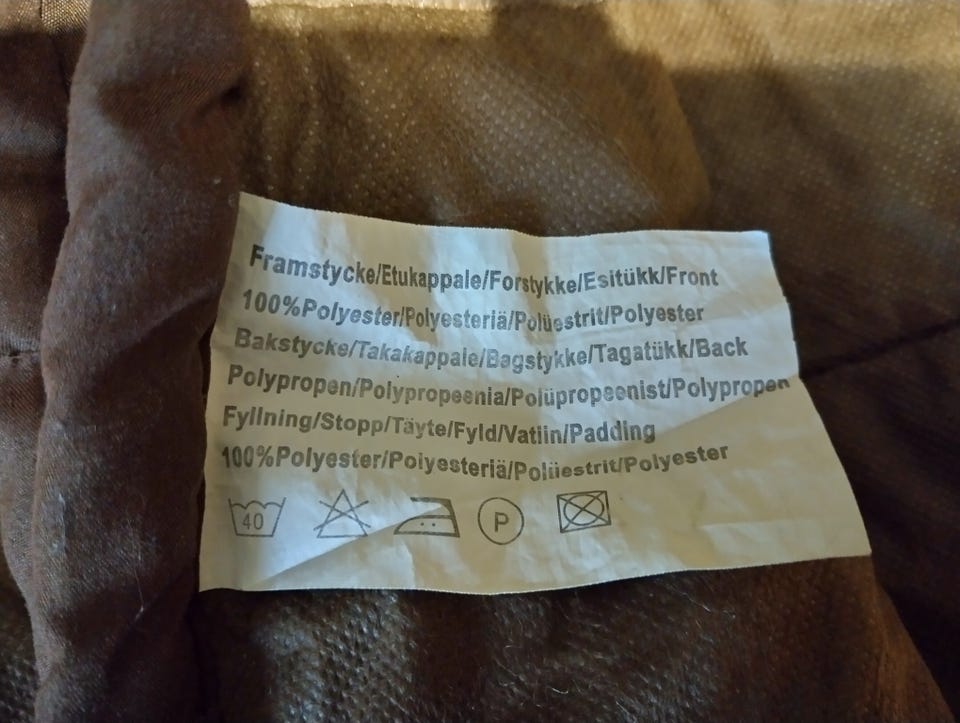 Framstycke/Etukappale/Forstykke/Esitükk/Front
100%Polyester/Polyesteriä/Polüestrit/Polyester
Bakstycke/Takakappale/Bagstykke/Tagatükk/Back
Polypropen/Polypropeenia/Polüpropeenist/Polypropen
Fyllning/Stopp/Täyte/Fyld/Vatiin/Padding
100%Polyester/Polyesteriä/Polüestrit/Polyester
40 P